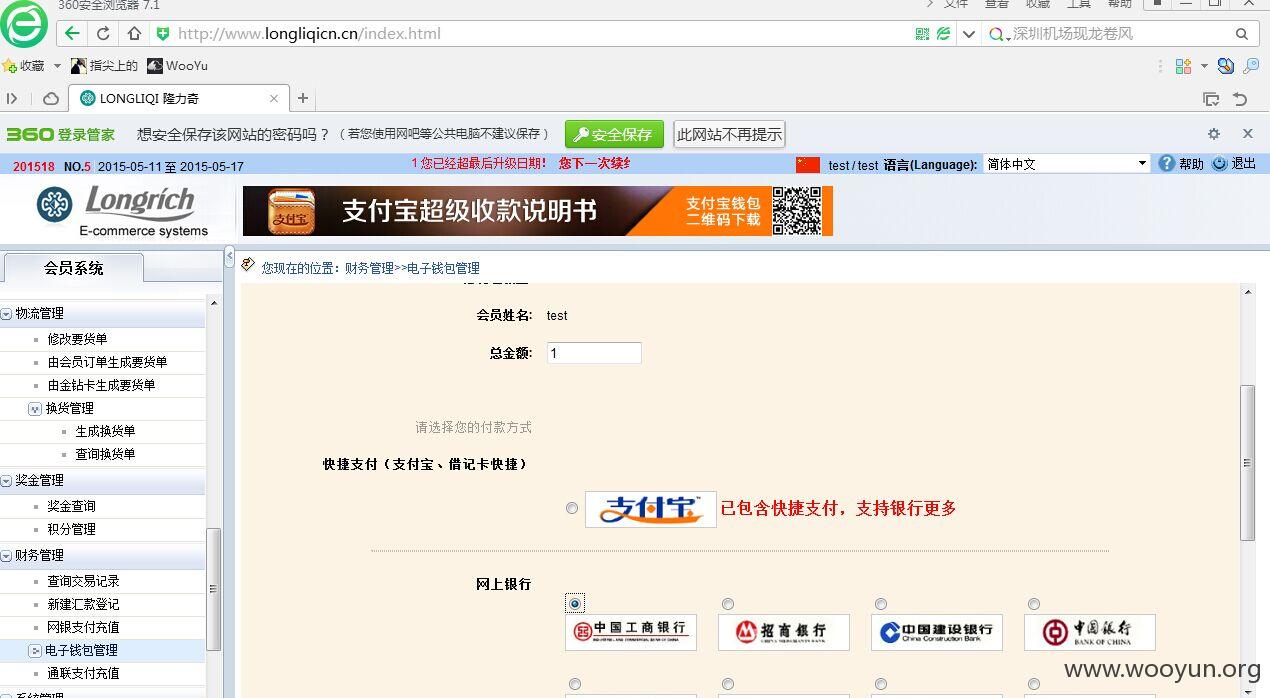 360安全浏览器 7.1
文件 查看 收藏 工具 帮助
http://www.longliqicn.cn/index.html
深圳机场现龙卷风
收藏 指尖上的 WooYu
LONGLIQI 隆力奇
360 登录管家 想安全保存该网站的密码吗？（若您使用网吧等公共电脑不建议保存） 安全保存 此网站不再提示
201518 NO.5 2015-05-11 至 2015-05-17 1 您已经超最后升级日期！ 您下一次续 test / test 语言(Language): 简体中文 帮助 退出
Longrich
E-commerce systems
支付宝
支付宝超级收款说明书
支付宝钱包
二维码下载
会员系统
您现在的位置：财务管理>>电子钱包管理
物流管理
修改要货单
由会员订单生成要货单
由金钻卡生成要货单
换货管理
生成换货单
查询换货单
奖金管理
奖金查询
积分管理
财务管理
查询交易记录
新建汇款登记
网银支付充值
电子钱包管理
通联支付充值
系统管理
会员姓名: test
总金额: 1
请选择您的付款方式
快捷支付（支付宝、借记卡快捷）
支付宝 已包含快捷支付，支持银行更多
网上银行
中国工商银行
INDUSTRIAL AND COMMERCIAL BANK OF CHINA
招商银行
CHINA MERCHANTS BANK
中国建设银行
China Construction Bank
中国银行
BANK OF CHINA
www.wooyun.org